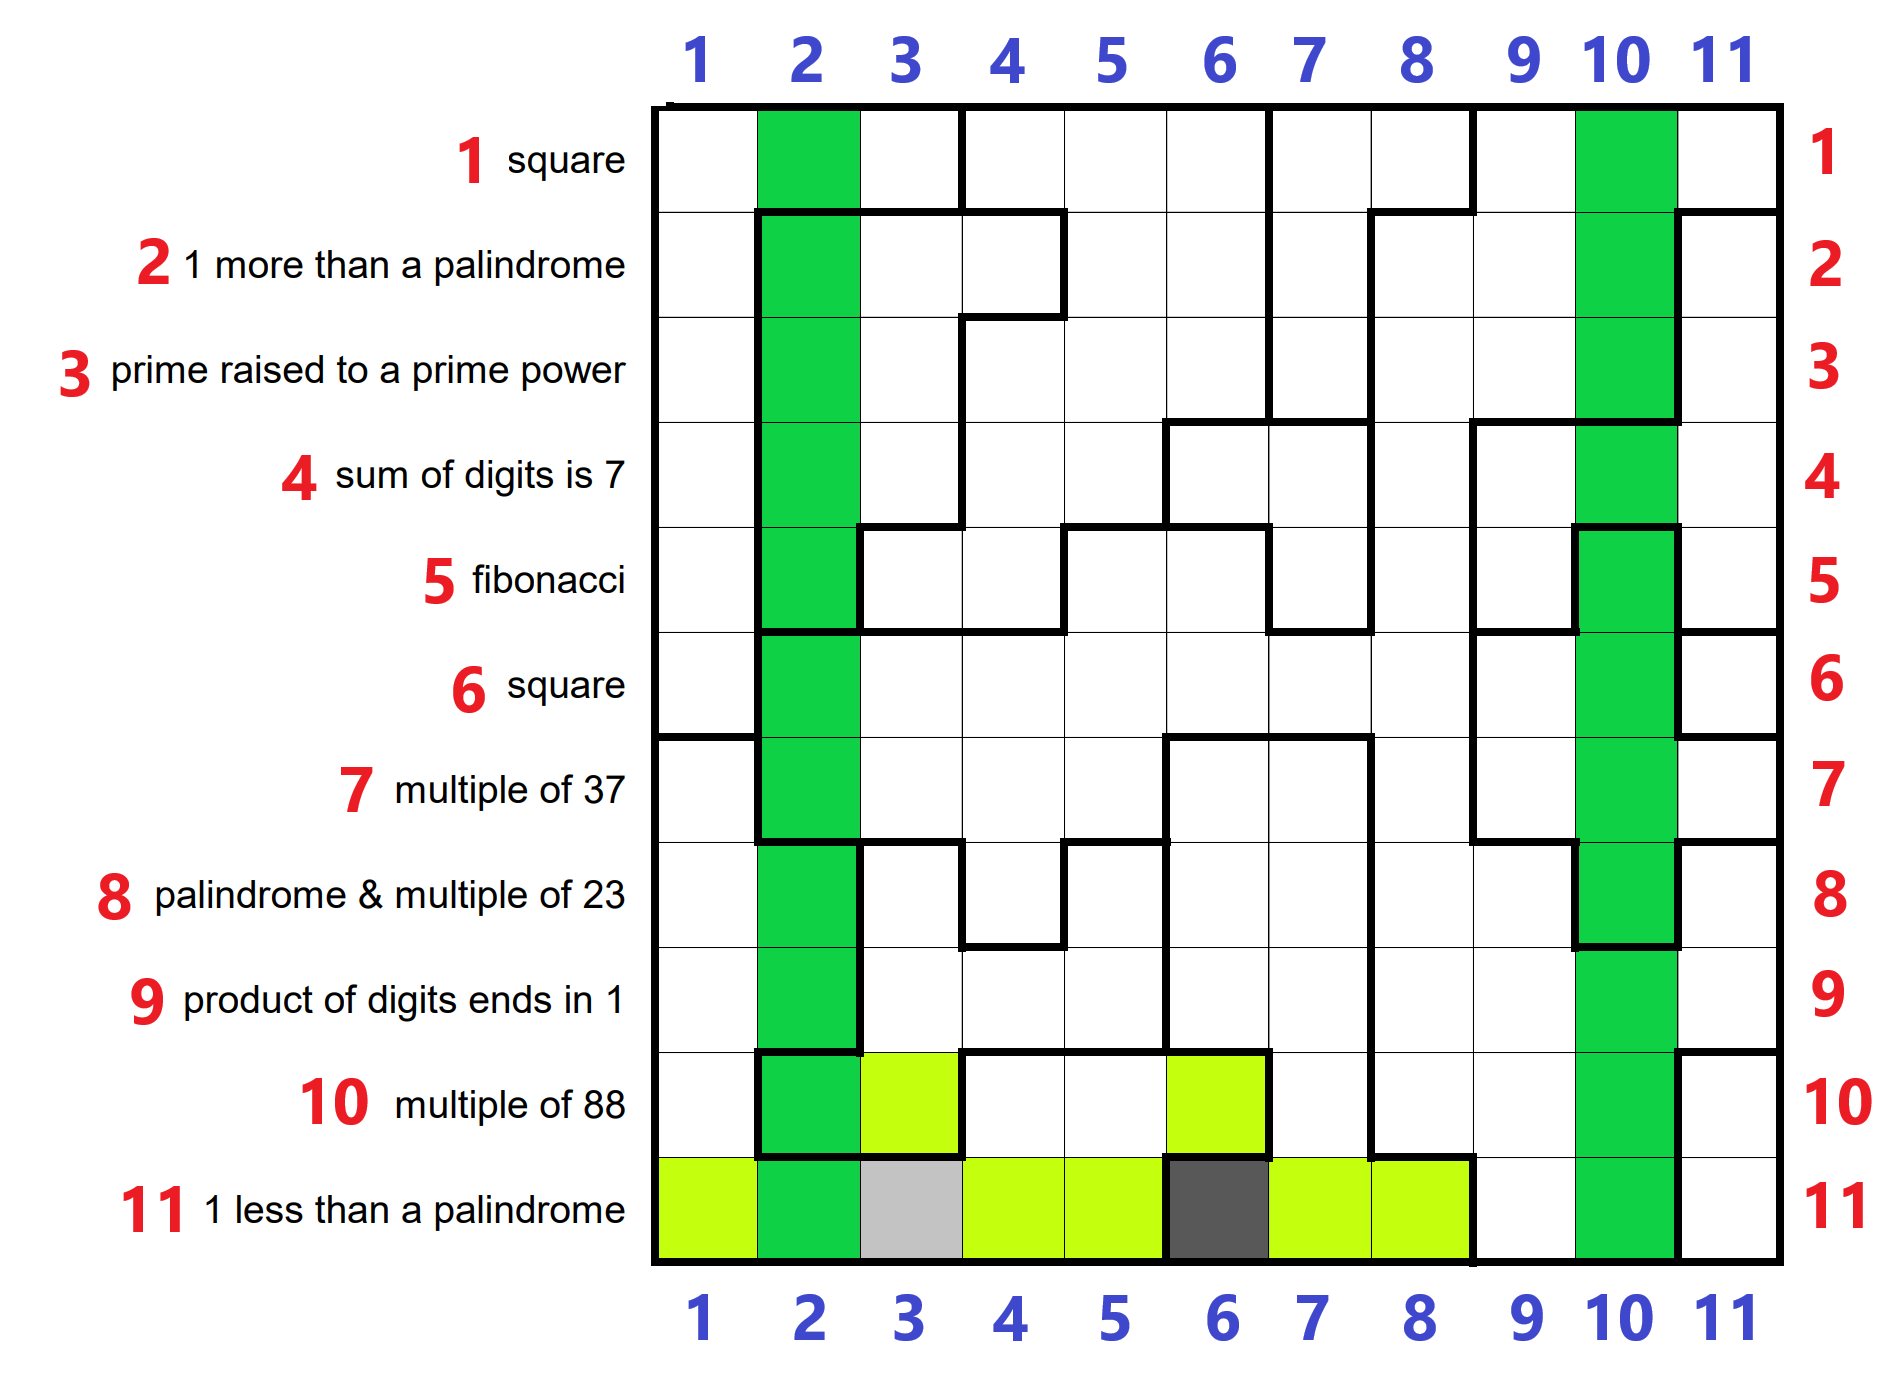 1 2 3 4 5 6 7 8 9 10 11
1 square 1
2 1 more than a palindrome 2
3 prime raised to a prime power 3
4 sum of digits is 7 4
5 fibonacci 5
6 square 6
7 multiple of 37 7
8 palindrome & multiple of 23 8
9 product of digits ends in 1 9
10 multiple of 88 10
11 1 less than a palindrome 11
1 2 3 4 5 6 7 8 9 10 11